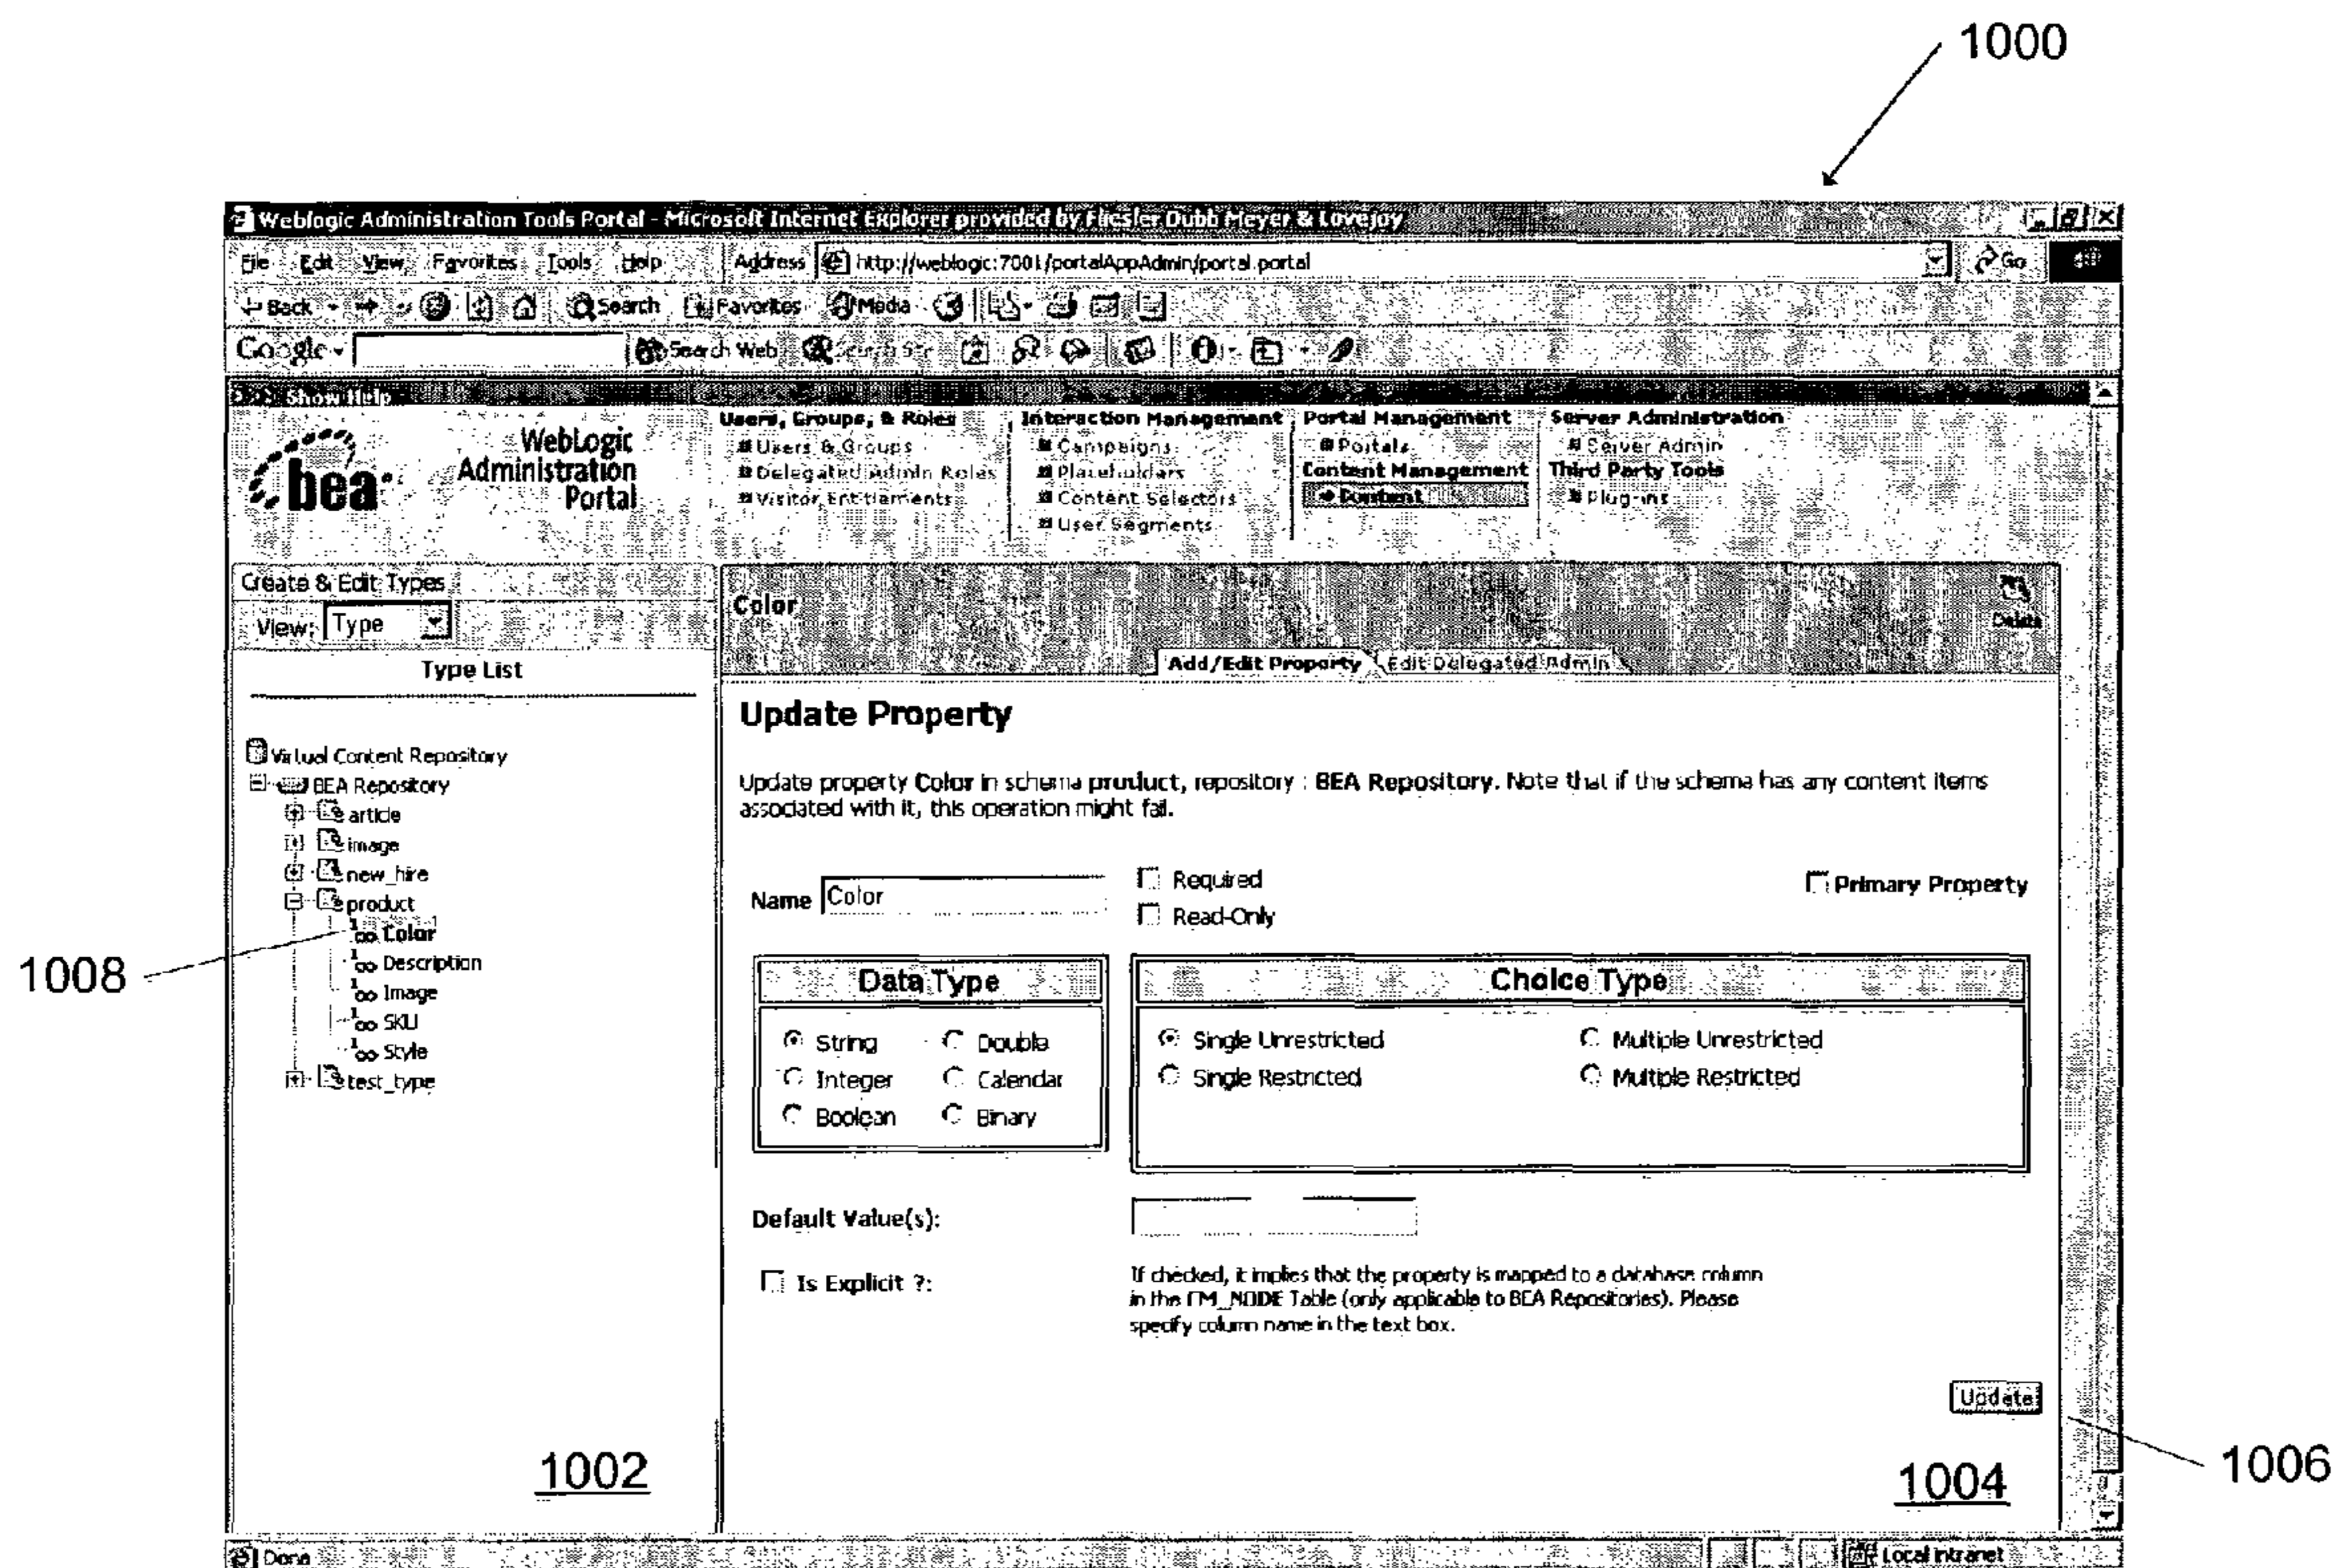 1000
Weblogic Administration Tools Portal - Microsoft Internet Explorer provided by Fliesler Dubb Meyer & Lovejoy
File Edit View Favorites Tools Help Address http://weblogic:7001/portalAppAdmin/portal.portal Go
Back Search Favorites Media
Google Search Web
Show Help
Users, Groups, & Roles Interaction Management Portal Management Server Administration
WebLogic Administration Portal
bea
Users & Groups Campaigns Portals Server Admin
Delegated Admin Roles Placeholders Content Management Third Party Tools
Visitor Entitlements Content Selectors Content Plug-ins
User Segments
Create & Edit Types
View: Type
Type List
Virtual Content Repository
BEA Repository
article
image
new_hire
product
Color
Description
Image
SKU
Style
test_type
1008
1002
Color
Delete
Add/Edit Property Edit Delegated Admin
Update Property
Update property Color in schema product, repository : BEA Repository. Note that if the schema has any content items
associated with it, this operation might fail.
Name Color Required Primary Property
Read-Only
Data Type Choice Type
String Double Single Unrestricted Multiple Unrestricted
Integer Calendar Single Restricted Multiple Restricted
Boolean Binary
Default Value(s):
Is Explicit ?: If checked, it implies that the property is mapped to a database column
in the CM_NODE Table (only applicable to BEA Repositories). Please
specify column name in the text box.
Update
1006
1004
Done Local intranet